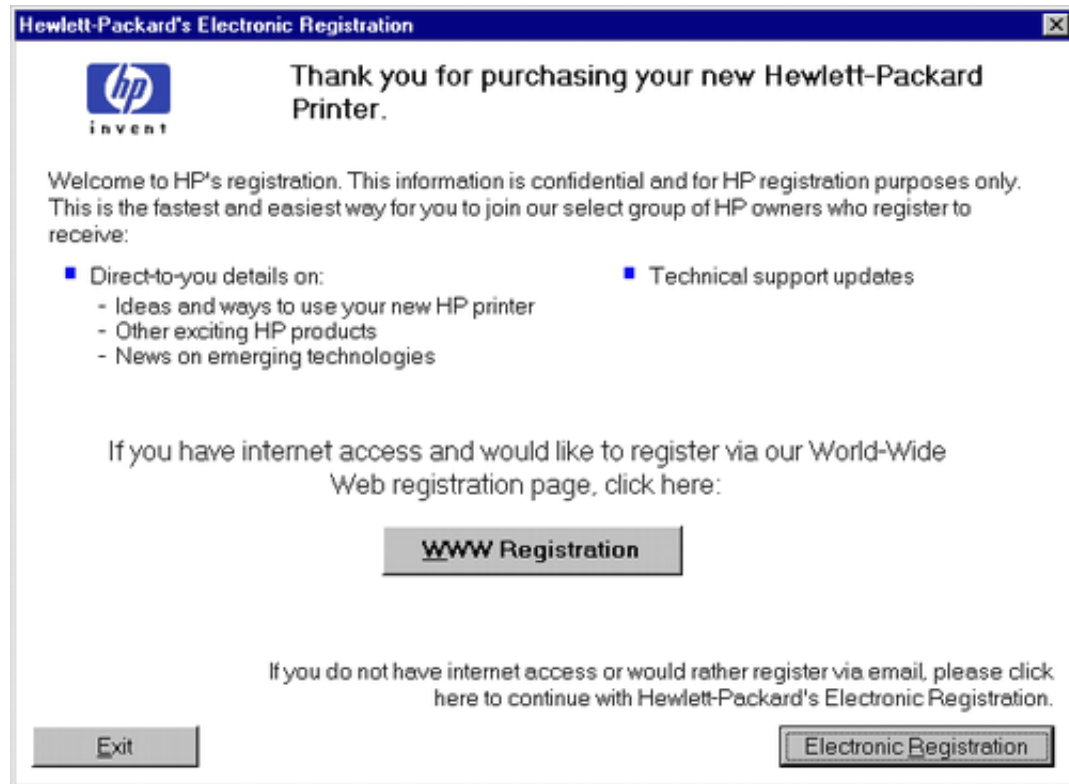 Hewlett-Packard's Electronic Registration
hp
invent
Thank you for purchasing your new Hewlett-Packard
Printer.
Welcome to HP's registration. This information is confidential and for HP registration purposes only.
This is the fastest and easiest way for you to join our select group of HP owners who register to
receive:
Direct-to-you details on:
- Ideas and ways to use your new HP printer
- Other exciting HP products
- News on emerging technologies
Technical support updates
If you have internet access and would like to register via our World-Wide
Web registration page, click here:
WWW Registration
If you do not have internet access or would rather register via email, please click
here to continue with Hewlett-Packard's Electronic Registration.
Exit
Electronic Registration